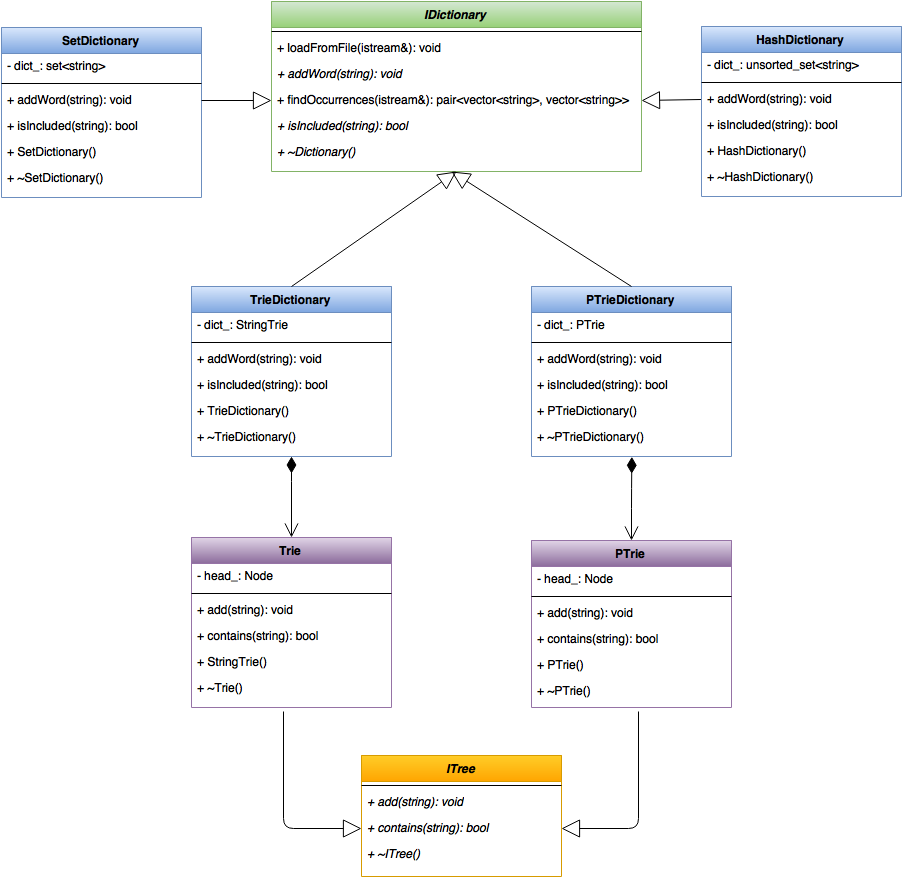 IDictionary
+ loadFromFile(istream&): void
+ addWord(string): void
+ findOccurrences(istream&): pair<vector<string>, vector<string>>
+ isIncluded(string): bool
+ ~Dictionary()
SetDictionary
- dict_: set<string>
+ addWord(string): void
+ isIncluded(string): bool
+ SetDictionary()
+ ~SetDictionary()
HashDictionary
- dict_: unsorted_set<string>
+ addWord(string): void
+ isIncluded(string): bool
+ HashDictionary()
+ ~HashDictionary()
TrieDictionary
- dict_: StringTrie
+ addWord(string): void
+ isIncluded(string): bool
+ TrieDictionary()
+ ~TrieDictionary()
PTrieDictionary
- dict_: PTrie
+ addWord(string): void
+ isIncluded(string): bool
+ PTrieDictionary()
+ ~PTrieDictionary()
Trie
- head_: Node
+ add(string): void
+ contains(string): bool
+ StringTrie()
+ ~Trie()
PTrie
- head_: Node
+ add(string): void
+ contains(string): bool
+ PTrie()
+ ~PTrie()
ITree
+ add(string): void
+ contains(string): bool
+ ~ITree()